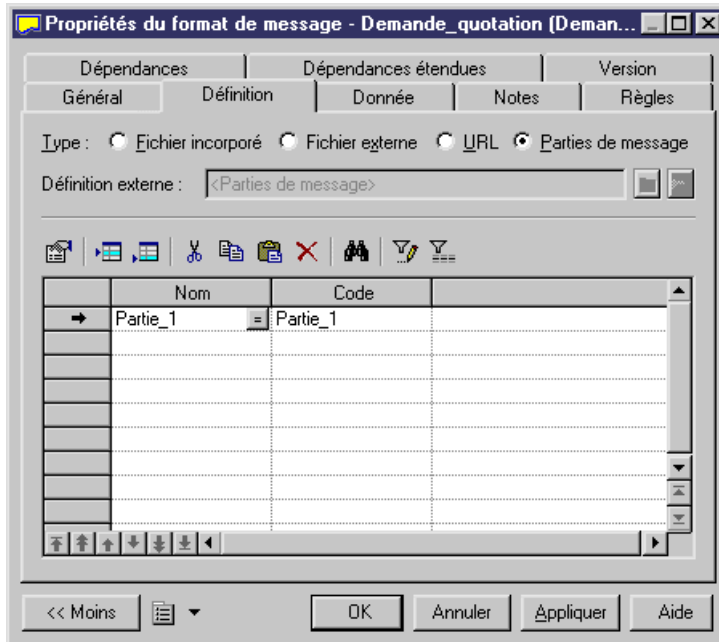 Propriétés du format de message - Demande_quotation (Deman...
Dépendances Dépendances étendues Version
Général Définition Donnée Notes Règles
Type : Fichier incorporé Fichier externe URL Parties de message
Définition externe : <Parties de message>
Nom Code
Partie_1 = Partie_1
<< Moins OK Annuler Appliquer Aide